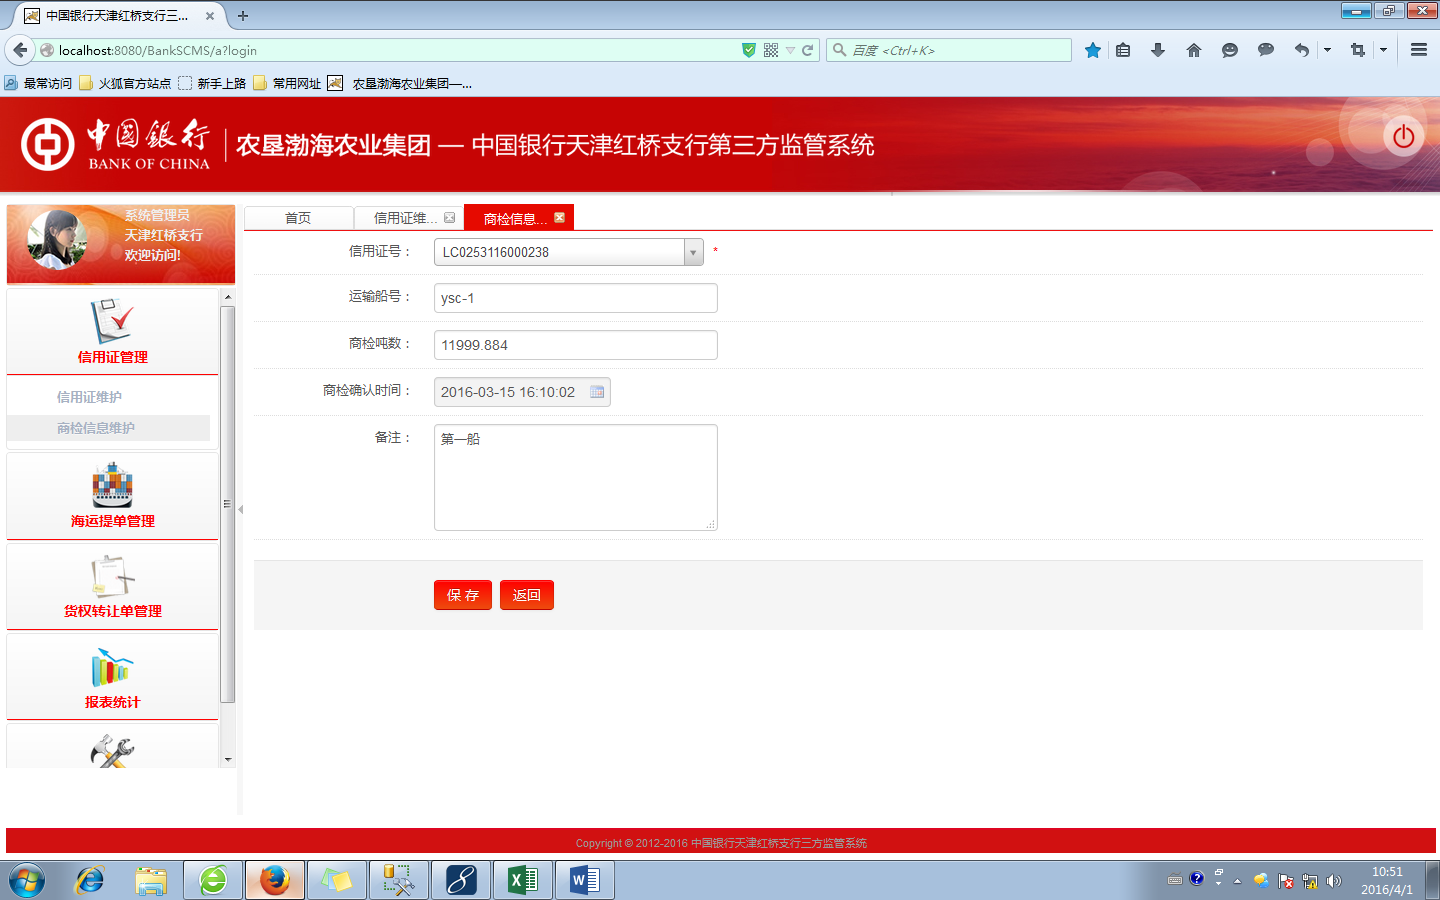 中国银行天津红桥支行三...
localhost:8080/BankSCMS/a?login
百度 <Ctrl+K>
最常访问 火狐官方站点 新手上路 常用网址 农垦渤海农业集团—...
中国银行
BANK OF CHINA
农垦渤海农业集团 — 中国银行天津红桥支行第三方监管系统
系统管理员
天津红桥支行
欢迎访问!
首页 信用证维... 商检信息...
信用证管理
信用证维护
商检信息维护
海运提单管理
货权转让单管理
报表统计
信用证号： LC0253116000238 *
运输船号： ysc-1
商检吨数： 11999.884
商检确认时间： 2016-03-15 16:10:02
备注： 第一船
保 存 返回
Copyright © 2012-2016 中国银行天津红桥支行三方监管系统
10:51
2016/4/1